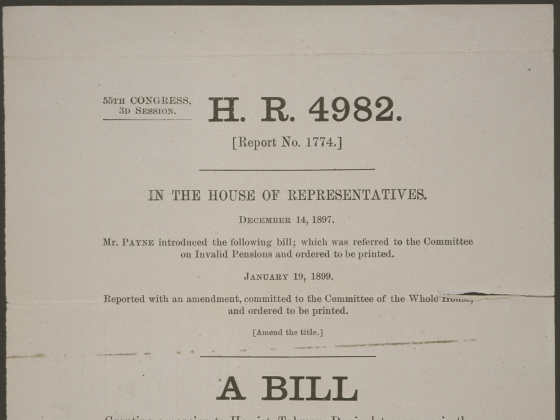 55TH CONGRESS,
3D SESSION.
H. R. 4982.
[Report No. 1774.]
IN THE HOUSE OF REPRESENTATIVES.
DECEMBER 14, 1897.
Mr. PAYNE introduced the following bill; which was referred to the Committee
on Invalid Pensions and ordered to be printed.
JANUARY 19, 1899.
Reported with an amendment, committed to the Committee of the Whole House,
and ordered to be printed.
[Amend the title.]
A BILL